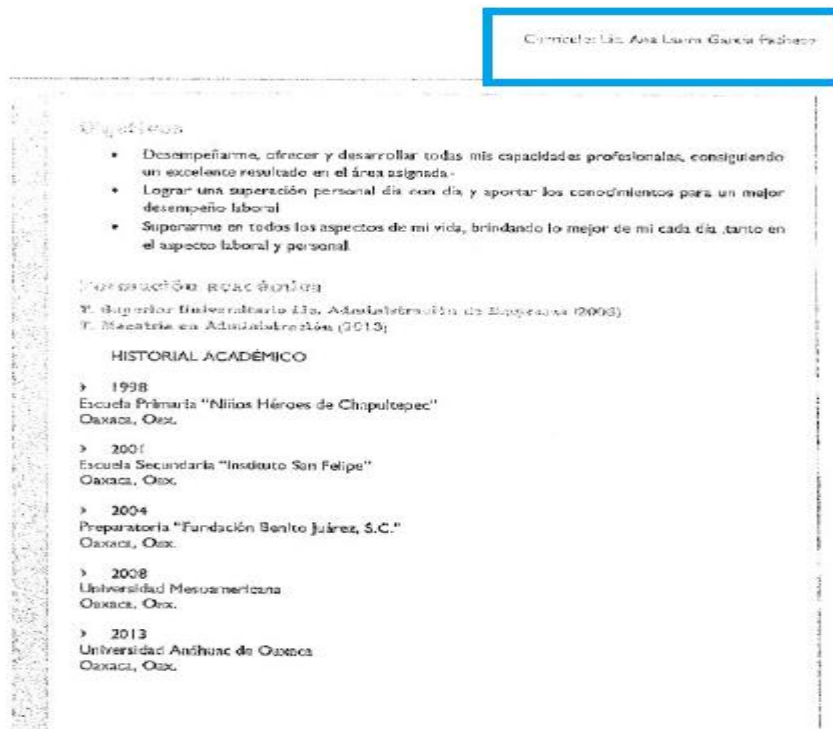 Currículo: Lic. Ana Laura García Pacheco
Objetivos
• Desempeñarme, ofrecer y desarrollar todas mis capacidades profesionales, consiguiendo
un excelente resultado en el área asignada.-
• Lograr una superación personal día con día y aportar los conocimientos para un mejor
desempeño laboral
• Superarme en todos los aspectos de mi vida, brindando lo mejor de mi cada día ,tanto en
el aspecto laboral y personal.
Formación académica
T. Superior Universitario Lic. Administración de Empresas (2008)
T. Maestría en Administración (2013)
HISTORIAL ACADÉMICO
› 1998
Escuela Primaria "Niños Héroes de Chapultepec"
Oaxaca, Oax.
› 2001
Escuela Secundaria "Instituto San Felipe"
Oaxaca, Oax.
› 2004
Preparatoria "Fundación Benito Juárez, S.C."
Oaxaca, Oax.
› 2008
Universidad Mesoamericana
Oaxaca, Oax.
› 2013
Universidad Anáhuac de Oaxaca
Oaxaca, Oax.